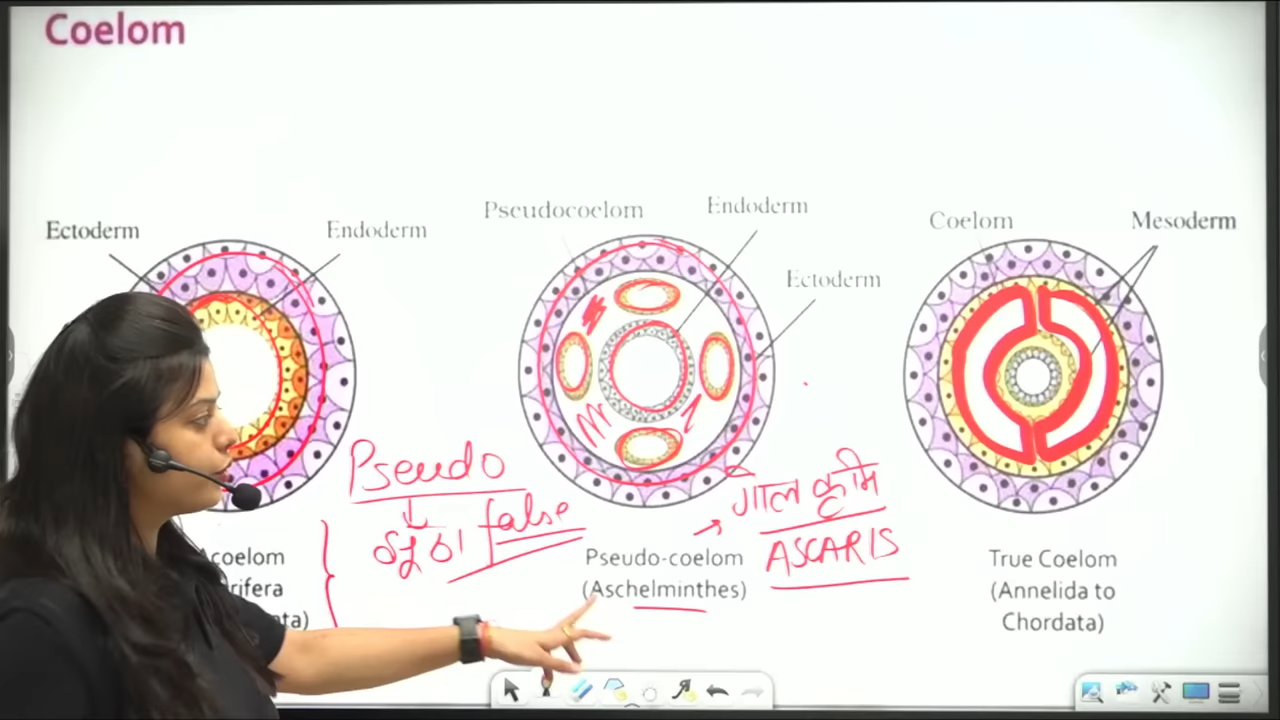 Coelom
Ectoderm
Endoderm
Pseudocoelom
Endoderm
Ectoderm
Coelom
Mesoderm
Pseudo
false
गोल कृमि
ASCARIS
Pseudo-coelom
(Aschelminthes)
True Coelom
(Annelida to
Chordata)